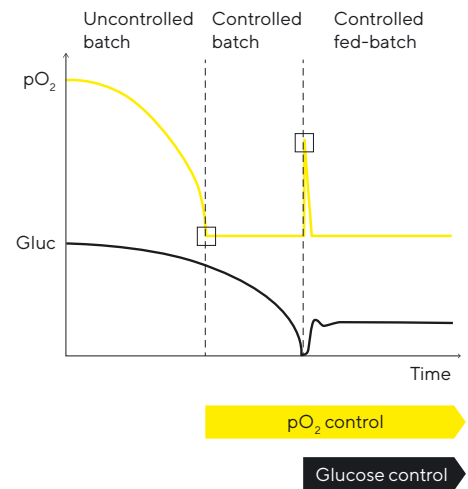 Uncontrolled
batch
Controlled
batch
Controlled
fed-batch
pO₂
Gluc
Time
pO₂ control
Glucose control